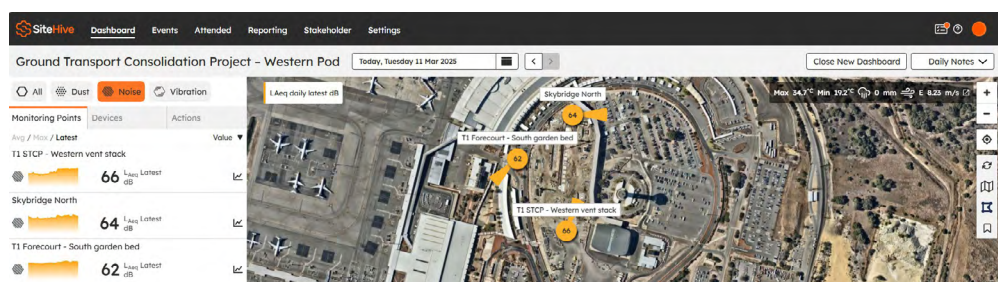 SiteHive Dashboard Events Attended Reporting Stakeholder Settings
Ground Transport Consolidation Project – Western Pod Today, Tuesday 11 Mar 2025 < > Close New Dashboard Daily Notes
All Dust Noise Vibration
LAeq daily latest dB
Max 34.7°C Min 19.2°C 0 mm E 8.23 m/s
Monitoring Points Devices Actions
Avg / Max / Latest Value ▼
T1 STCP - Western vent stack
66 LAeq Latest
dB
Skybridge North
64 LAeq Latest
dB
T1 Forecourt - South garden bed
62 LAeq Latest
dB
Skybridge North
64
T1 Forecourt - South garden bed
62
T1 STCP - Western vent stack
66
+
−